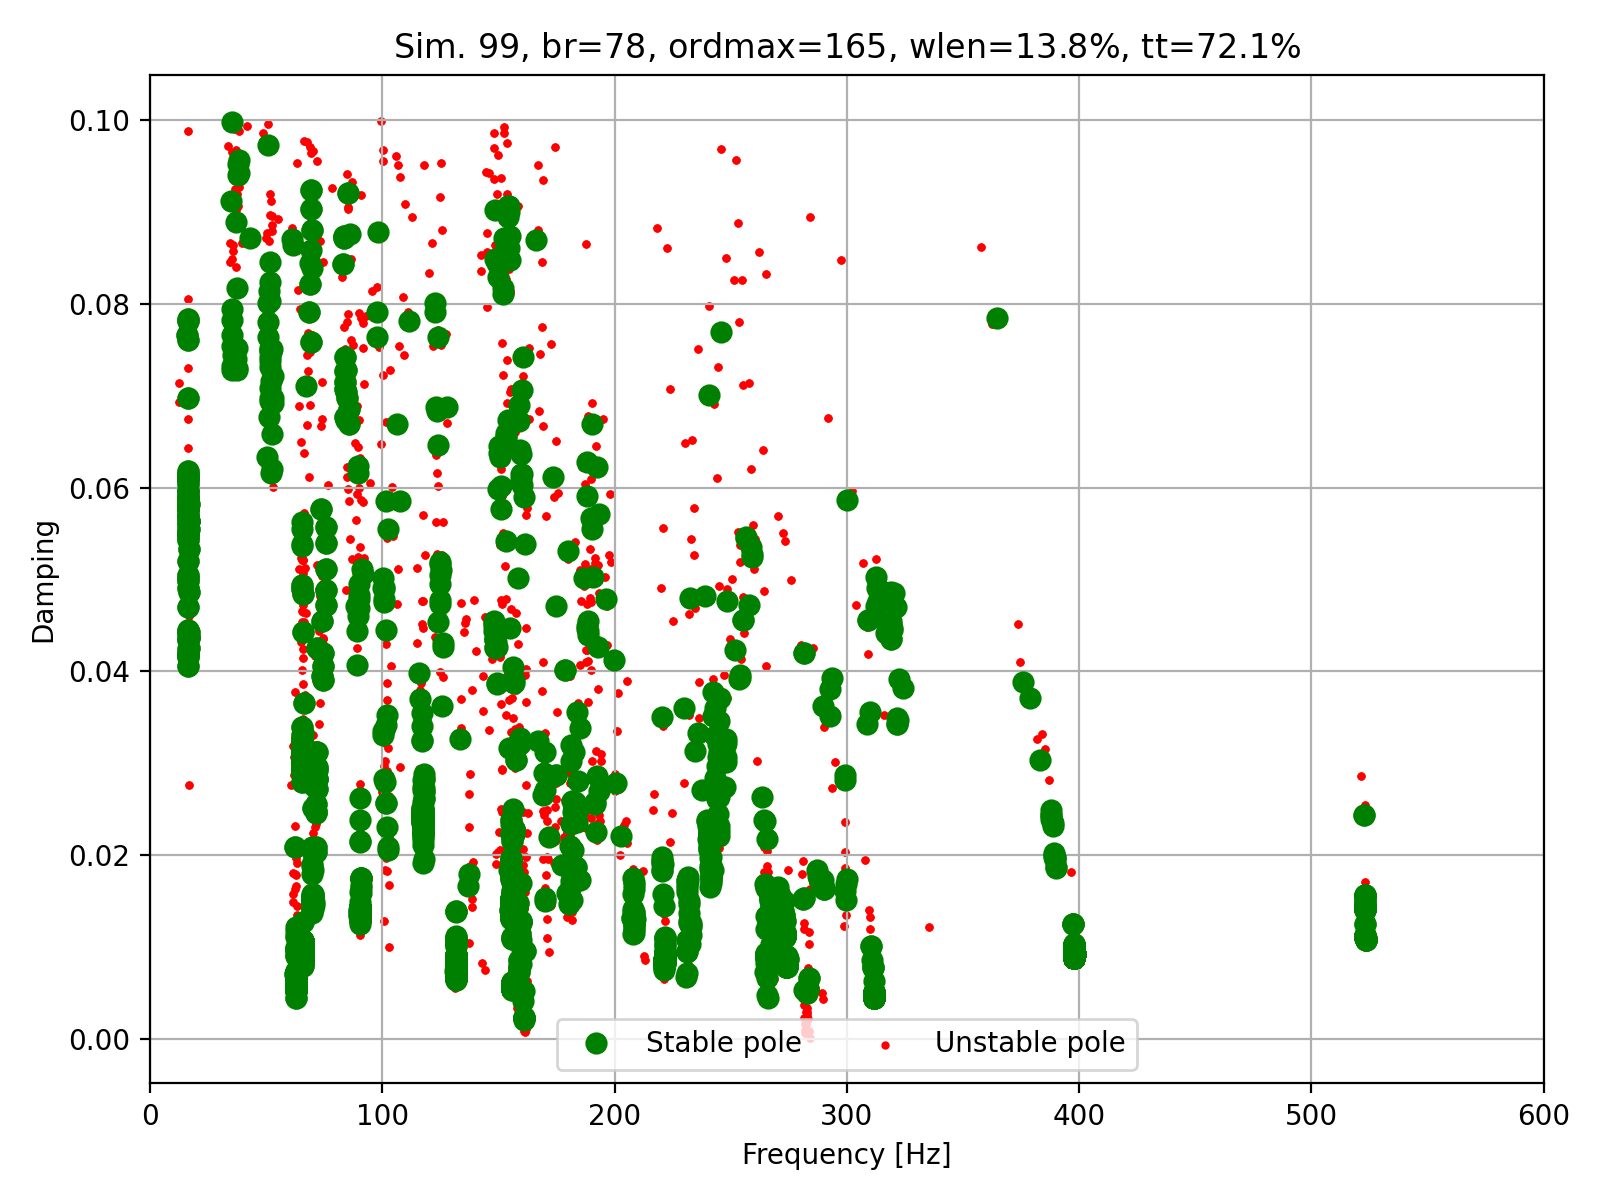 Sim. 99, br=78, ordmax=165, wlen=13.8%, tt=72.1%
0.10
0.08
0.06
0.04
0.02
0.00
Damping
Stable pole
Unstable pole
0
100
200
300
400
500
600
Frequency [Hz]